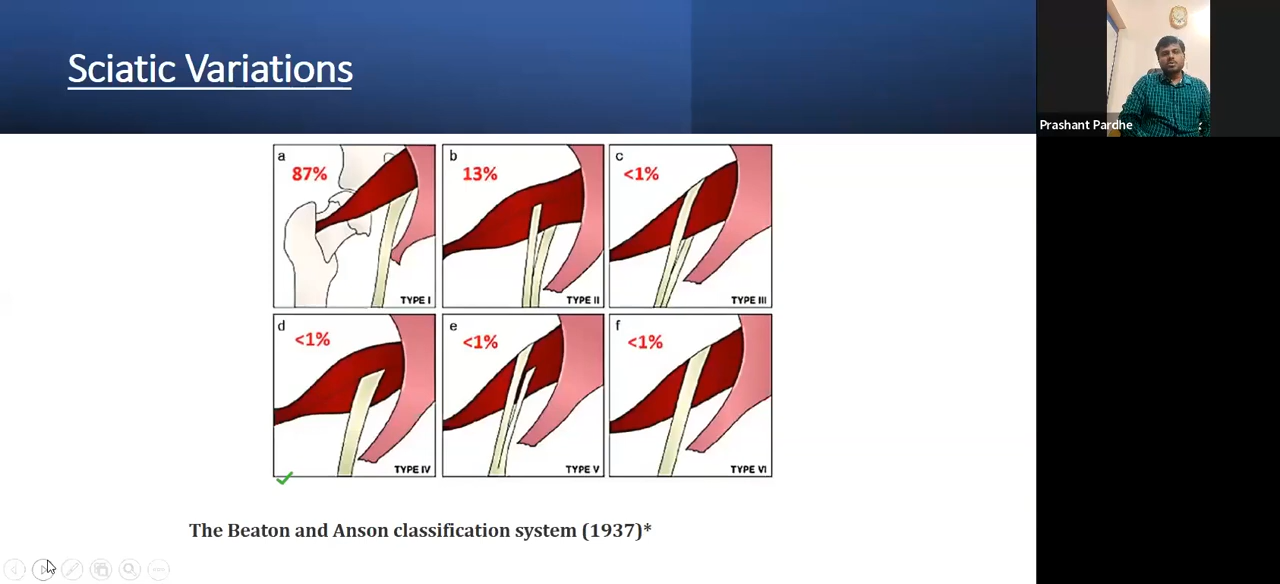 Sciatic Variations
Prashant Pardhe
a
87%
TYPE I
b
13%
TYPE II
c
<1%
TYPE III
d
<1%
TYPE IV
e
<1%
TYPE V
f
<1%
TYPE VI
The Beaton and Anson classification system (1937)*